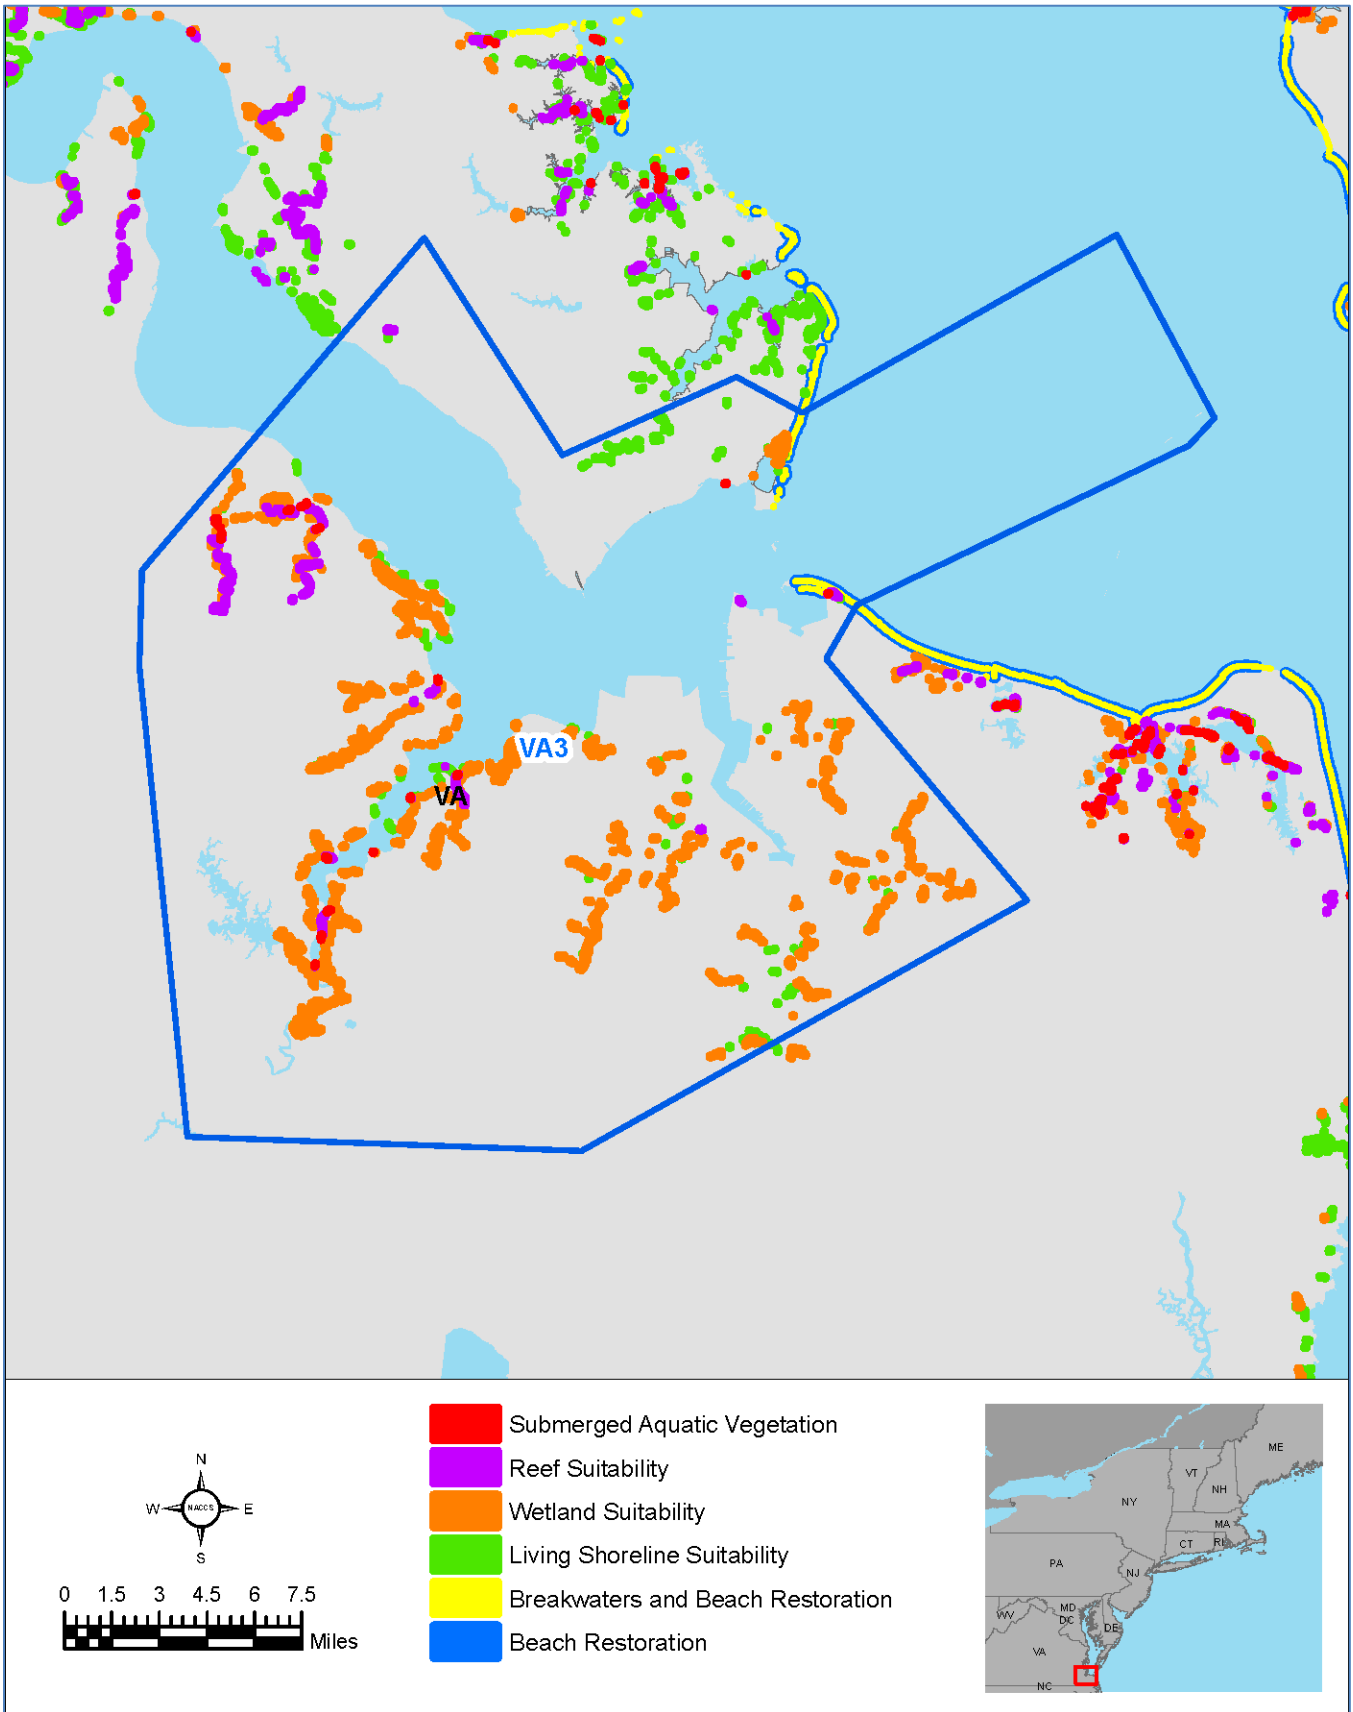 VA3
VA
N
W NACCS E
S
0 1.5 3 4.5 6 7.5
Miles
Submerged Aquatic Vegetation
Reef Suitability
Wetland Suitability
Living Shoreline Suitability
Breakwaters and Beach Restoration
Beach Restoration
ME
VT
NH
NY
MA
CT RI
PA
NJ
MD
WV DC DE
VA
NC